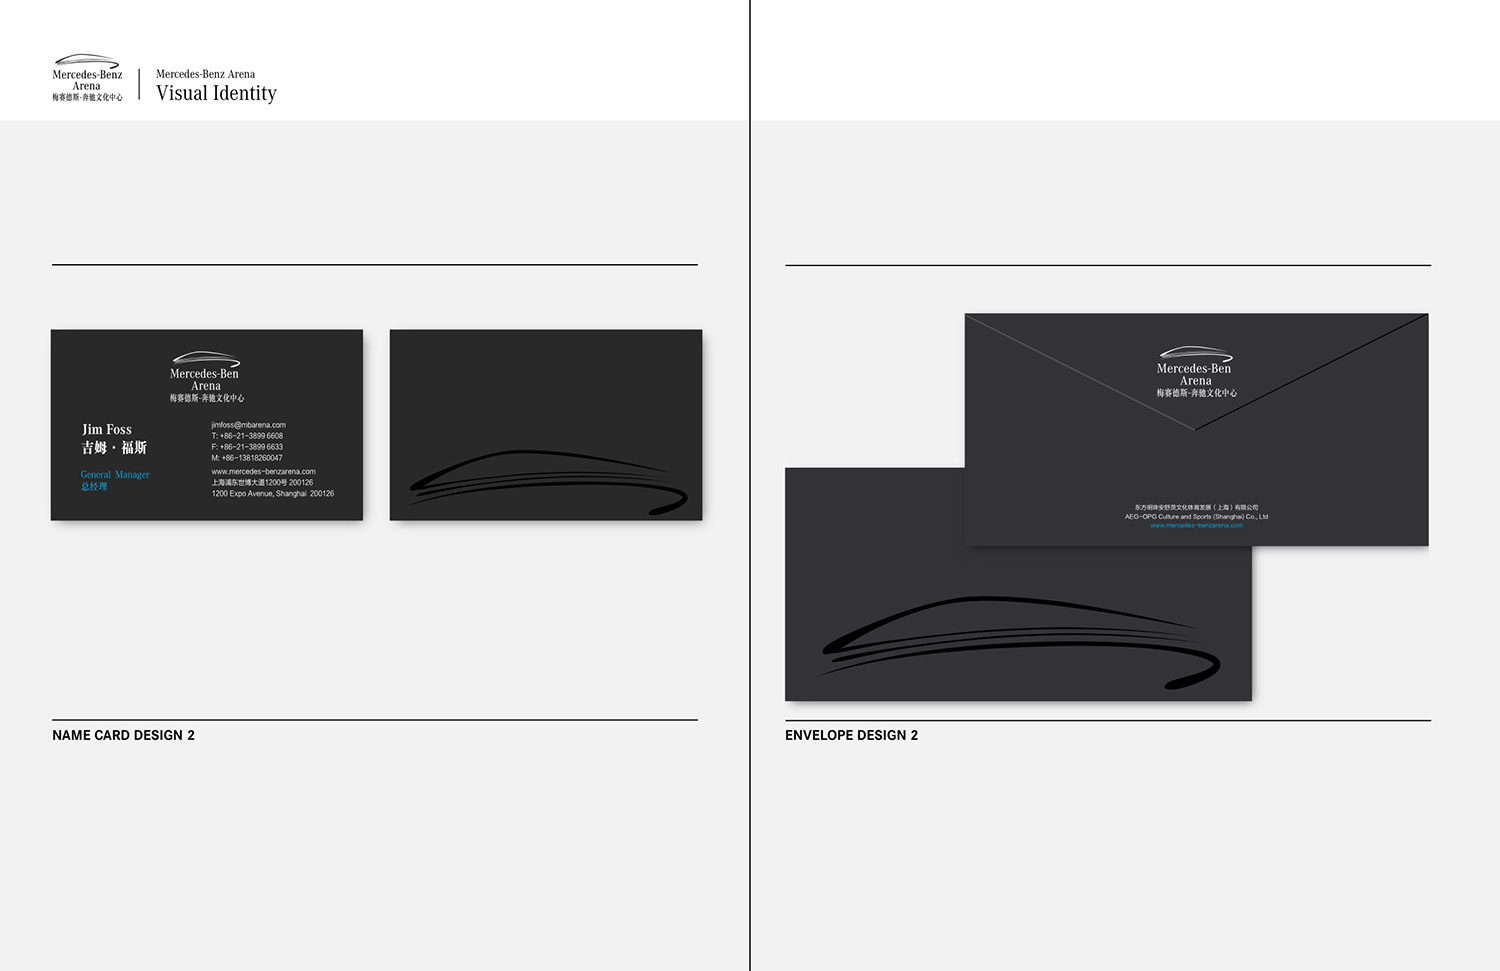 Mercedes-Benz
Arena
梅赛德斯-奔驰文化中心
Mercedes-Benz Arena
Visual Identity
Mercedes-Ben
Arena
梅赛德斯-奔驰文化中心
Jim Foss
吉姆·福斯
General Manager
总经理
jimfoss@mbarena.com
T: +86-21-3899 6608
F: +86-21-3899 6633
M: +86-13818260047
www.mercedes-benzarena.com
上海浦东世博大道1200号 200126
1200 Expo Avenue, Shanghai 200126
NAME CARD DESIGN 2
Mercedes-Ben
Arena
梅赛德斯-奔驰文化中心
东方明珠安舒茨文化体育发展（上海）有限公司
AEG-OPG Culture and Sports (Shanghai) Co., Ltd
www.mercedes-benzarena.com
ENVELOPE DESIGN 2